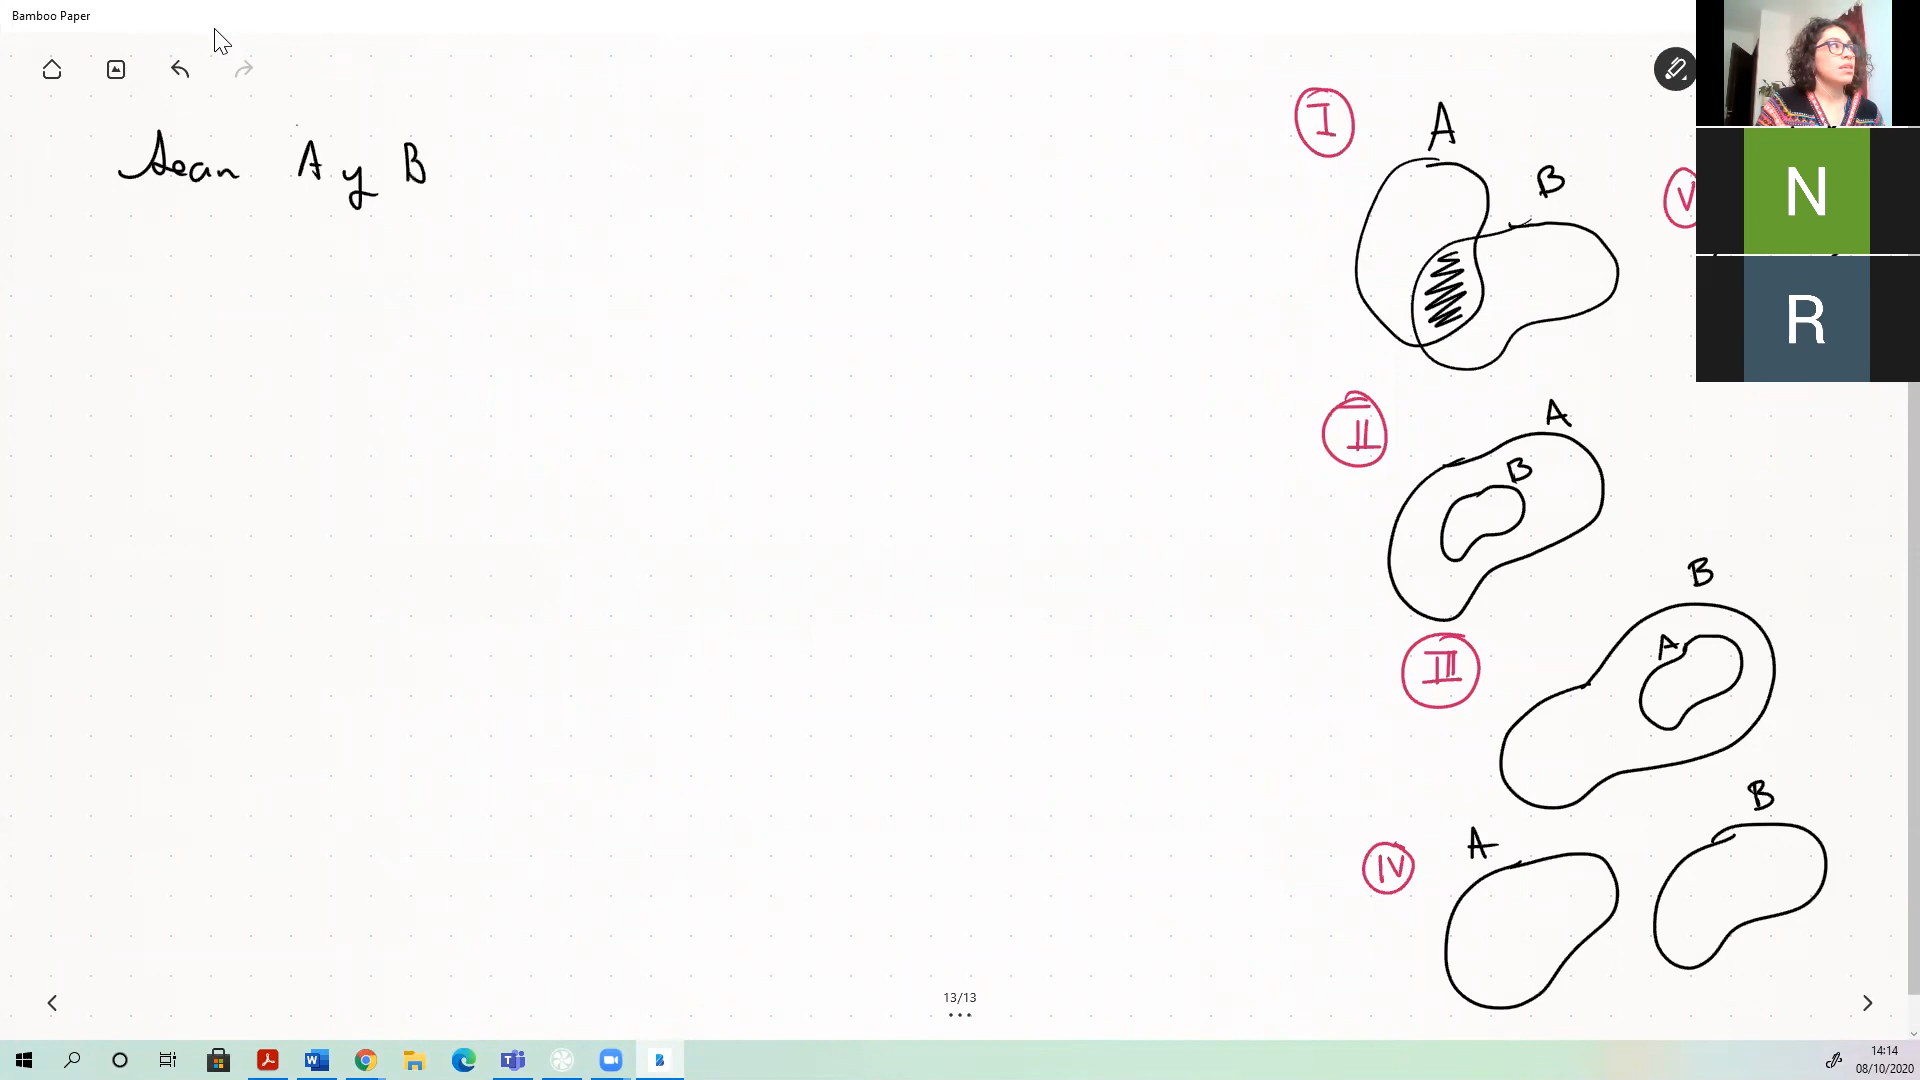 Bamboo Paper
Sean A y B
I
A
B
V
N
R
II
A
B
III
B
A
IV
A
B
13/13
14:14
08/10/2020